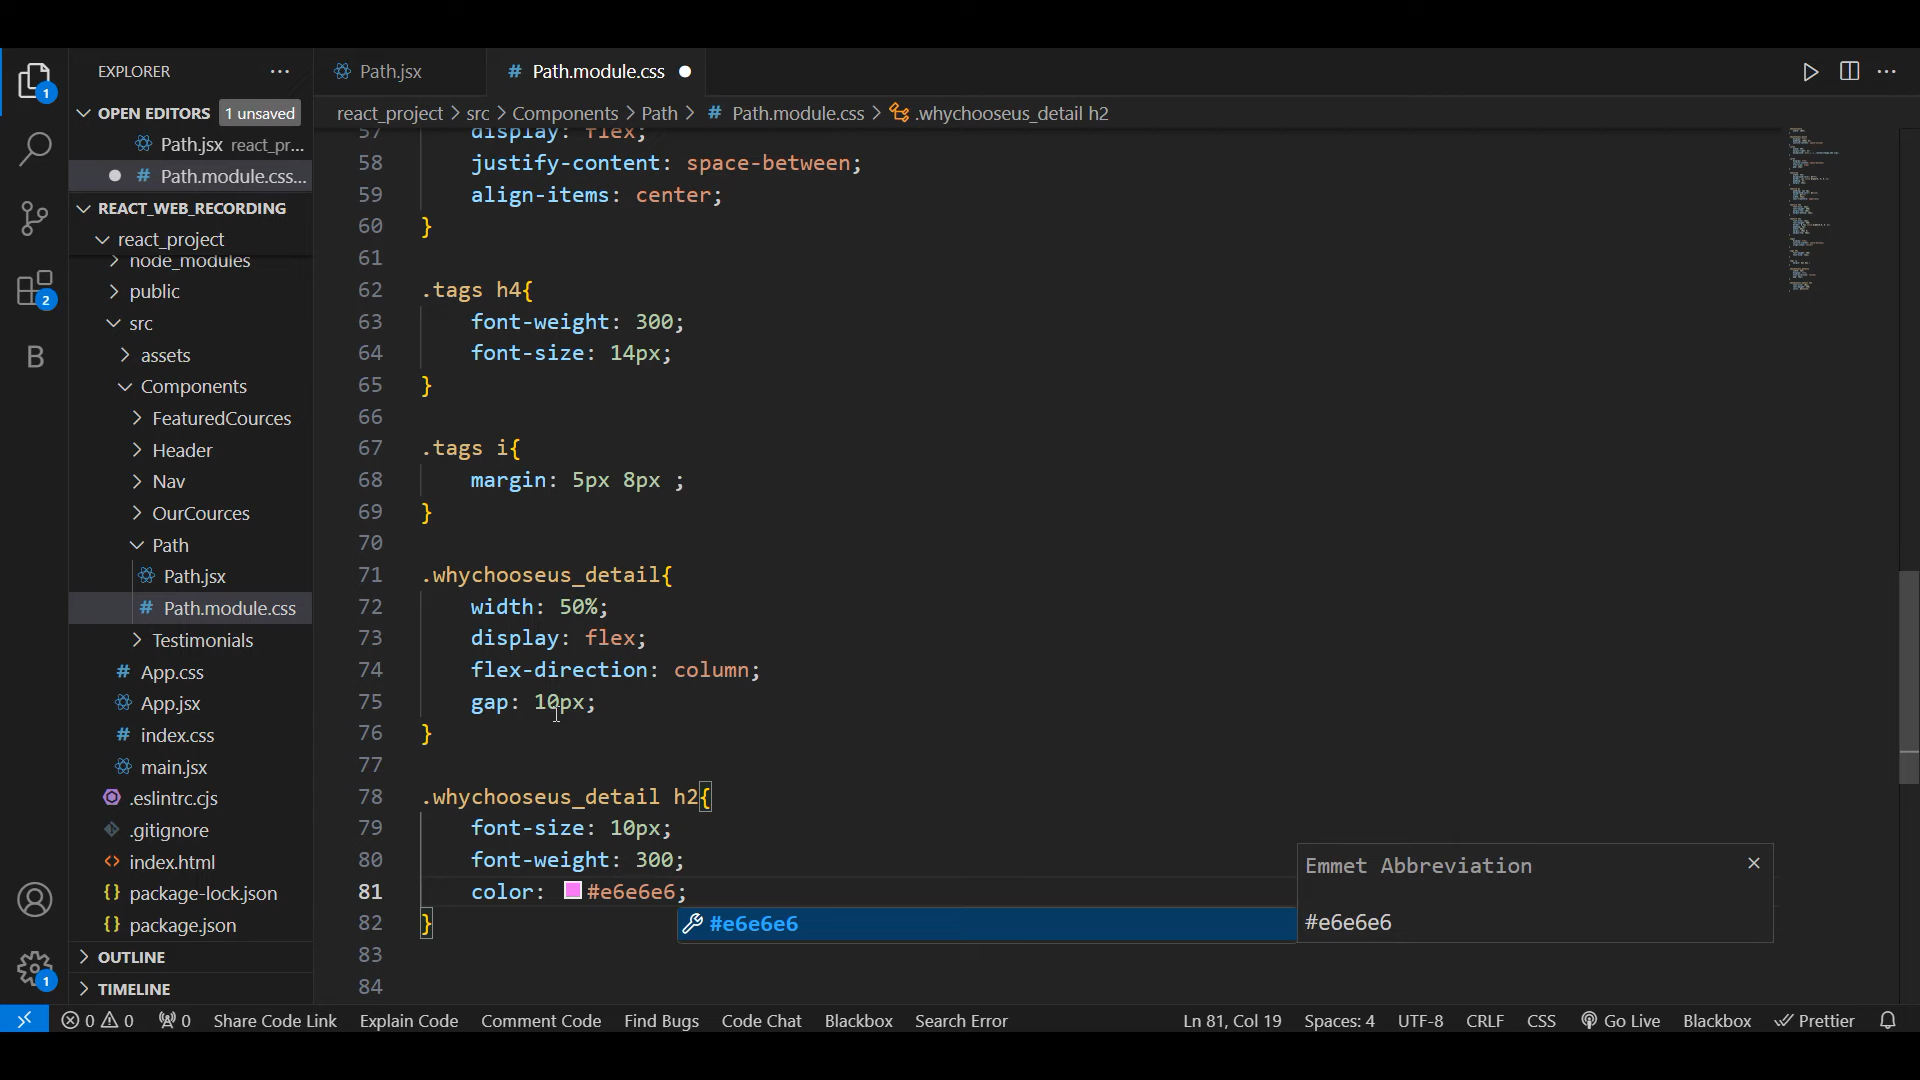 EXPLORER
Path.jsx
# Path.module.css
OPEN EDITORS 1 unsaved
react_project > src > Components > Path > # Path.module.css > .whychooseus_detail h2
Path.jsx react_pr...
# Path.module.css...
REACT_WEB_RECORDING
react_project
node_modules
public
src
assets
Components
FeaturedCources
Header
Nav
OurCources
Path
Path.jsx
# Path.module.css
Testimonials
# App.css
App.jsx
# index.css
main.jsx
.eslintrc.cjs
.gitignore
<> index.html
{} package-lock.json
{} package.json
OUTLINE
TIMELINE
1
2
B
1
57 display: flex;
58 justify-content: space-between;
59 align-items: center;
60 }
61
62 .tags h4{
63 font-weight: 300;
64 font-size: 14px;
65 }
66
67 .tags i{
68 margin: 5px 8px ;
69 }
70
71 .whychooseus_detail{
72 width: 50%;
73 display: flex;
74 flex-direction: column;
75 gap: 10px;
76 }
77
78 .whychooseus_detail h2{
79 font-size: 10px;
80 font-weight: 300;
81 color: #e6e6e6;
82 }
83
84
#e6e6e6
Emmet Abbreviation
#e6e6e6
0 0 0 Share Code Link Explain Code Comment Code Find Bugs Code Chat Blackbox Search Error Ln 81, Col 19 Spaces: 4 UTF-8 CRLF CSS Go Live Blackbox Prettier